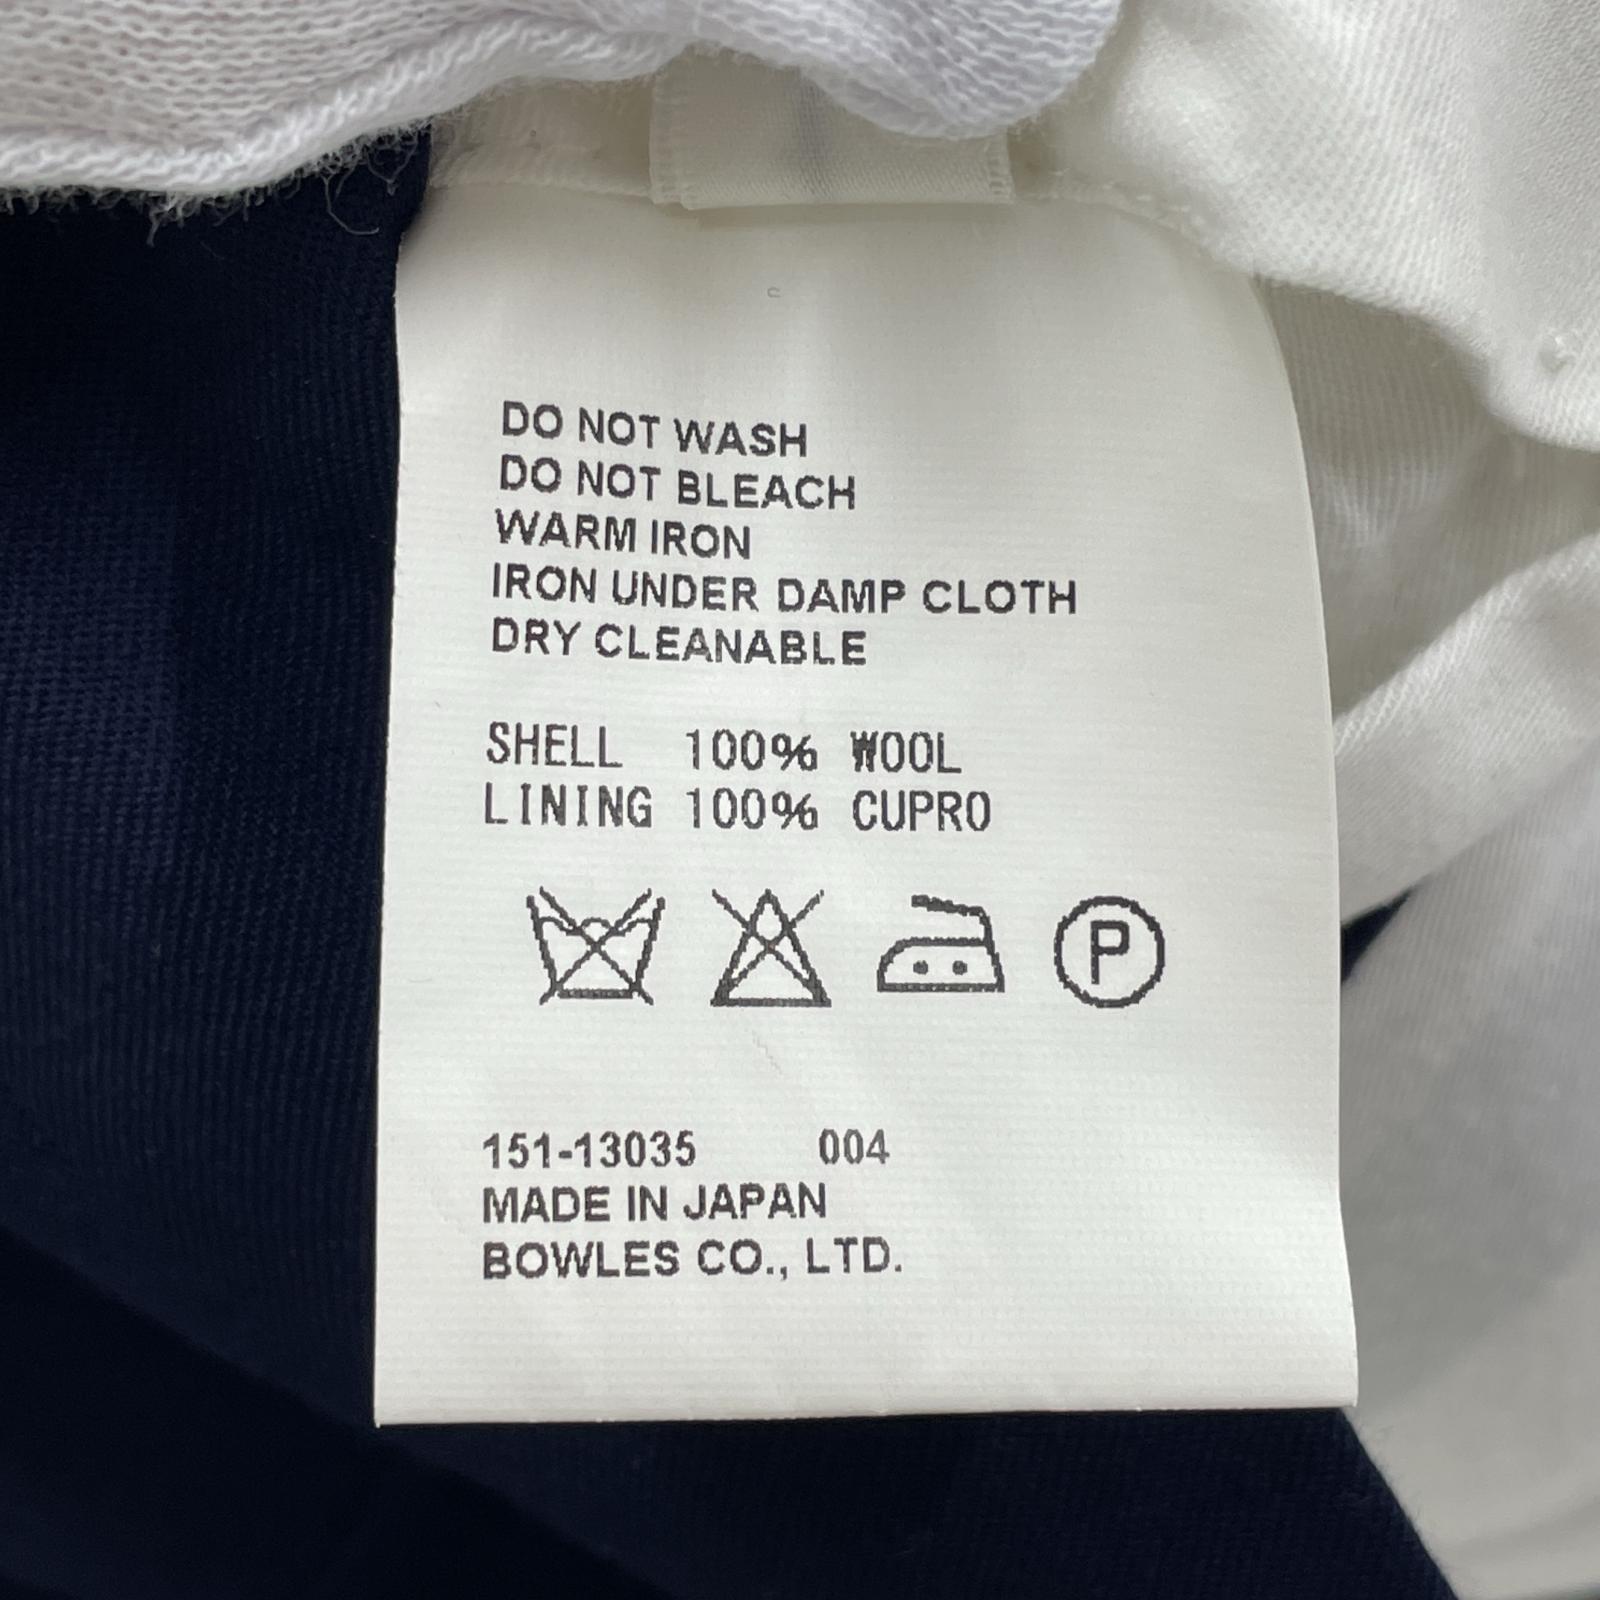 DO NOT WASH
DO NOT BLEACH
WARM IRON
IRON UNDER DAMP CLOTH
DRY CLEANABLE
SHELL 100% WOOL
LINING 100% CUPRO
P
151-13035 004
MADE IN JAPAN
BOWLES CO., LTD.